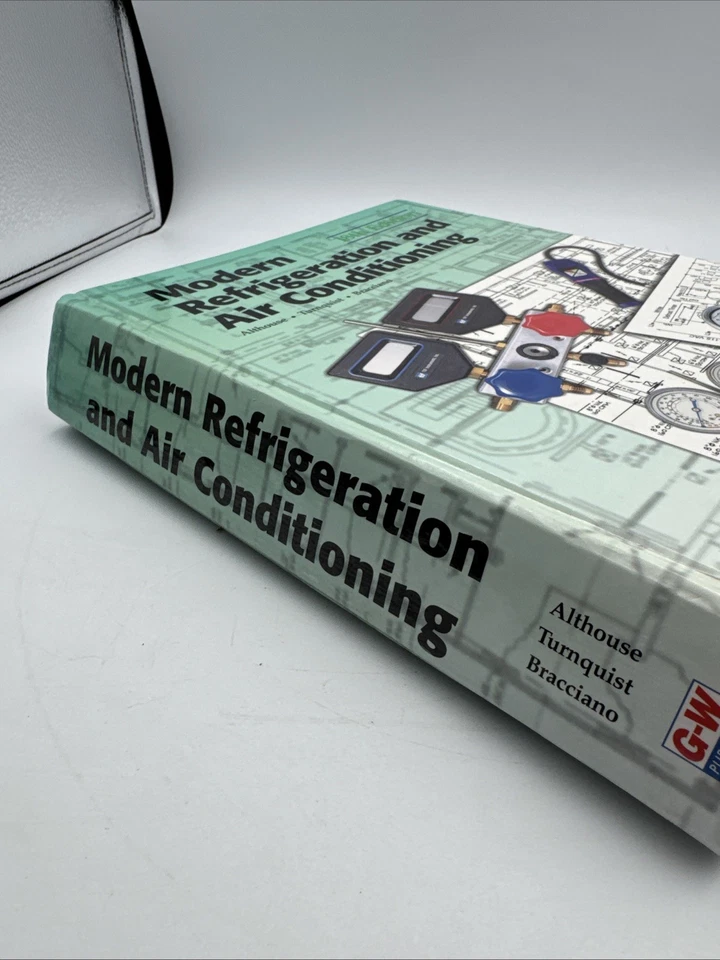 Modern
Refrigeration and
Air Conditioning
Althouse • Turnquist • Bracciano
Modern Refrigeration
and Air Conditioning
Althouse
Turnquist
Bracciano
G-W